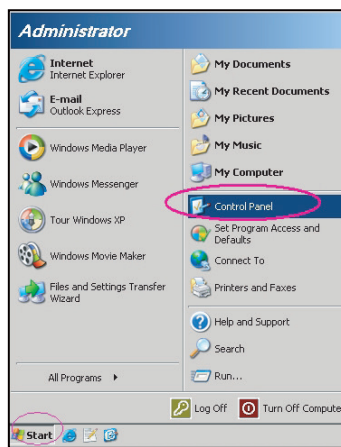 Administrator
Internet
Internet Explorer
E-mail
Outlook Express
Windows Media Player
Windows Messenger
Tour Windows XP
Windows Movie Maker
Files and Settings Transfer
Wizard
All Programs
My Documents
My Recent Documents
My Pictures
My Music
My Computer
Control Panel
Set Program Access and
Defaults
Connect To
Printers and Faxes
Help and Support
Search
Run...
Log Off
Turn Off Compute
Start